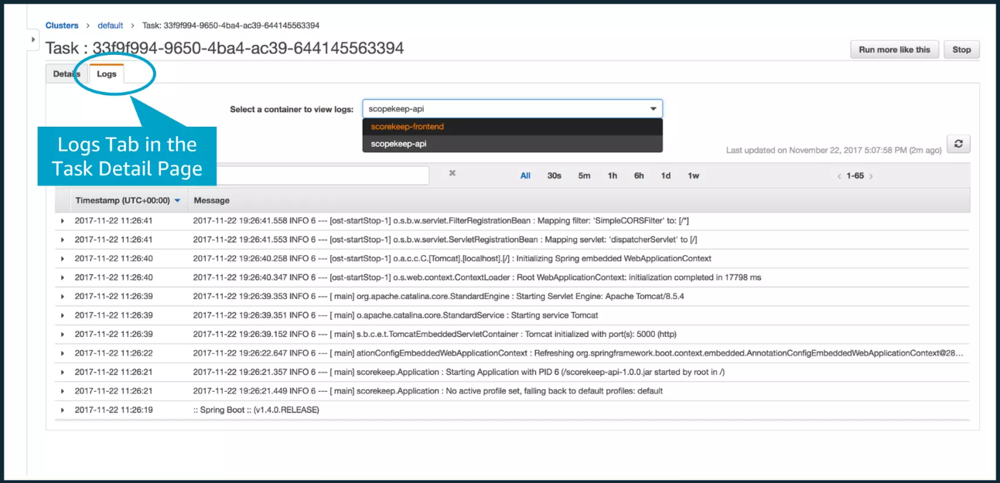 Clusters > default > Task: 33f9f994-9650-4ba4-ac39-644145563394
Task : 33f9f994-9650-4ba4-ac39-644145563394
Run more like this
Stop
Details
Logs
Logs Tab in the
Task Detail Page
Select a container to view logs:
scopekeep-api
scorekeep-frontend
scopekeep-api
Last updated on November 22, 2017 5:07:58 PM (2m ago)
All 30s 5m 1h 6h 1d 1w
< 1-65 >
Timestamp (UTC+00:00) Message
2017-11-22 11:26:41 2017-11-22 19:26:41.558 INFO 6 --- [ost-startStop-1] o.s.b.w.servlet.FilterRegistrationBean : Mapping filter: 'SimpleCORSFilter' to: [/*]
2017-11-22 11:26:41 2017-11-22 19:26:41.553 INFO 6 --- [ost-startStop-1] o.s.b.w.servlet.ServletRegistrationBean : Mapping servlet: 'dispatcherServlet' to [/]
2017-11-22 11:26:40 2017-11-22 19:26:40.258 INFO 6 --- [ost-startStop-1] o.a.c.c.C.[Tomcat].[localhost].[/] : Initializing Spring embedded WebApplicationContext
2017-11-22 11:26:40 2017-11-22 19:26:40.347 INFO 6 --- [ost-startStop-1] o.s.web.context.ContextLoader : Root WebApplicationContext: initialization completed in 17798 ms
2017-11-22 11:26:39 2017-11-22 19:26:39.353 INFO 6 --- [ main] org.apache.catalina.core.StandardEngine : Starting Servlet Engine: Apache Tomcat/8.5.4
2017-11-22 11:26:39 2017-11-22 19:26:39.351 INFO 6 --- [ main] o.apache.catalina.core.StandardService : Starting service Tomcat
2017-11-22 11:26:39 2017-11-22 19:26:39.152 INFO 6 --- [ main] s.b.c.e.t.TomcatEmbeddedServletContainer : Tomcat initialized with port(s): 5000 (http)
2017-11-22 11:26:22 2017-11-22 19:26:22.647 INFO 6 --- [ main] ationConfigEmbeddedWebApplicationContext : Refreshing org.springframework.boot.context.embedded.AnnotationConfigEmbeddedWebApplicationContext@28...
2017-11-22 11:26:21 2017-11-22 19:26:21.357 INFO 6 --- [ main] scorekeep.Application : Starting Application with PID 6 (/scorekeep-api-1.0.0.jar started by root in /)
2017-11-22 11:26:21 2017-11-22 19:26:21.449 INFO 6 --- [ main] scorekeep.Application : No active profile set, falling back to default profiles: default
2017-11-22 11:26:19 :: Spring Boot :: (v1.4.0.RELEASE)